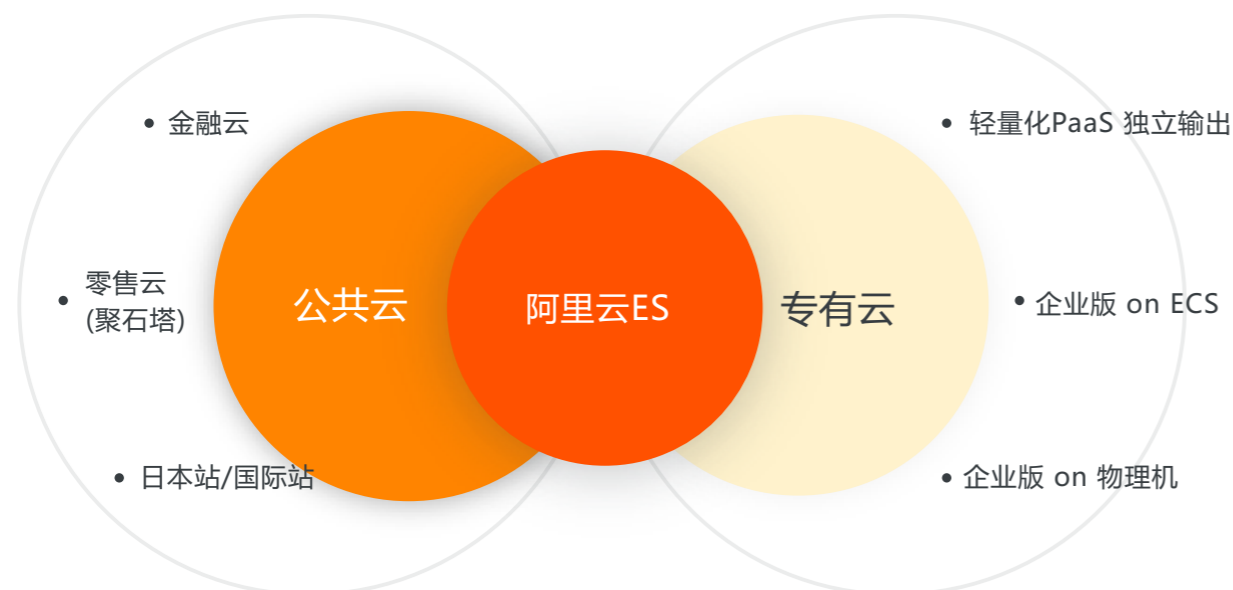 金融云
轻量化PaaS 独立输出
零售云
(聚石塔)
公共云
阿里云ES
专有云
企业版 on ECS
日本站/国际站
企业版 on 物理机